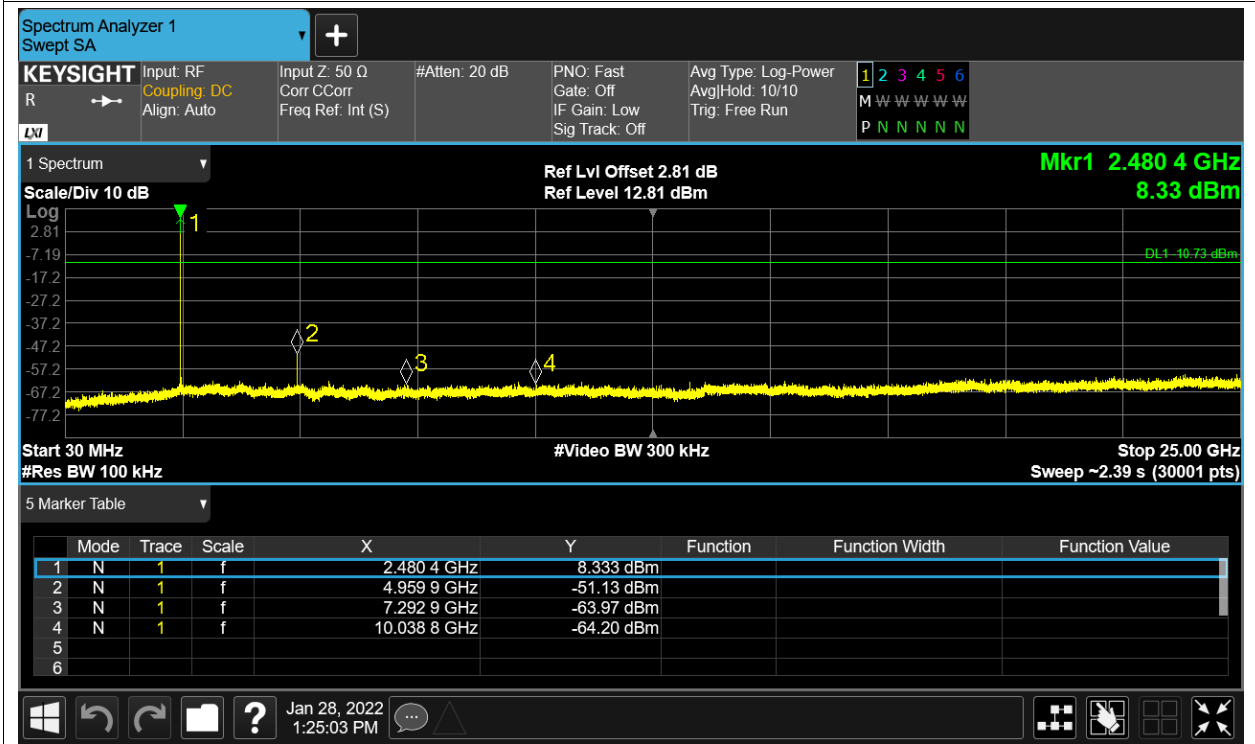 Spectrum Analyzer 1
Swept SA
KEYSIGHT Input: RF Input Z: 50 Ω #Atten: 20 dB PNO: Fast Avg Type: Log-Power 1 2 3 4 5 6
R Coupling: DC Corr CCorr Gate: Off Avg|Hold: 10/10 M W W W W W
Align: Auto Freq Ref: Int (S) IF Gain: Low Trig: Free Run
LXI Sig Track: Off P N N N N N
1 Spectrum Ref Lvl Offset 2.81 dB Mkr1 2.480 4 GHz
Scale/Div 10 dB Ref Level 12.81 dBm 8.33 dBm
Log 1
2.81
-7.19 DL1 -10.73 dBm
-17.2
-27.2
-37.2 2
-47.2
-57.2 3 4
-67.2
-77.2
Start 30 MHz #Video BW 300 kHz Stop 25.00 GHz
#Res BW 100 kHz Sweep ~2.39 s (30001 pts)
5 Marker Table
Mode Trace Scale X Y Function Function Width Function Value
1 N 1 f 2.480 4 GHz 8.333 dBm
2 N 1 f 4.959 9 GHz -51.13 dBm
3 N 1 f 7.292 9 GHz -63.97 dBm
4 N 1 f 10.038 8 GHz -64.20 dBm
5
6
? Jan 28, 2022
1:25:03 PM